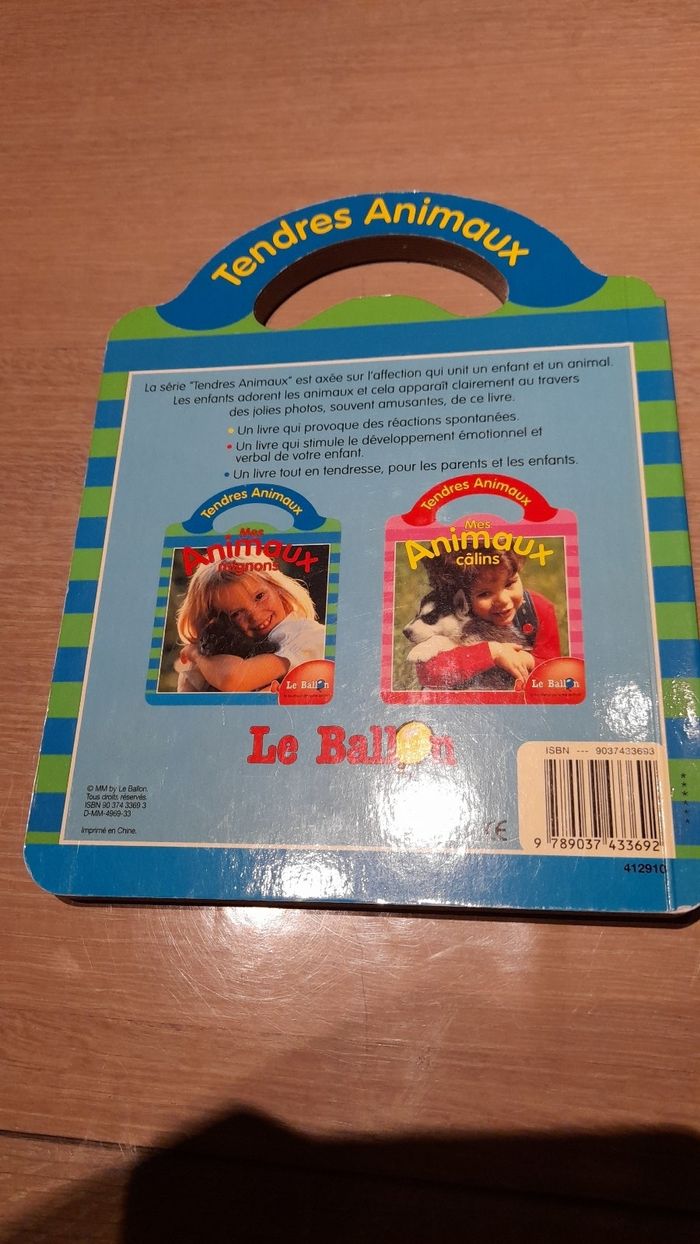 Tendres Animaux
La série "Tendres Animaux" est axée sur l'affection qui unit un enfant et un animal.
Les enfants adorent les animaux et cela apparaît clairement au travers
des jolies photos, souvent amusantes, de ce livre.
• Un livre qui provoque des réactions spontanées.
• Un livre qui stimule le développement émotionnel et
verbal de votre enfant.
• Un livre tout en tendresse, pour les parents et les enfants.
Tendres Animaux
Mes
Animaux
mignons
Le Ballon
Tendres Animaux
Mes
Animaux
câlins
Le Ballon
Le Ballon
© MM by Le Ballon.
Tous droits réservés.
ISBN 90 374 3369 3
D-MM-4969-33
Imprimé en Chine.
CE
ISBN --- 9037433693
9 789037 433692
412910